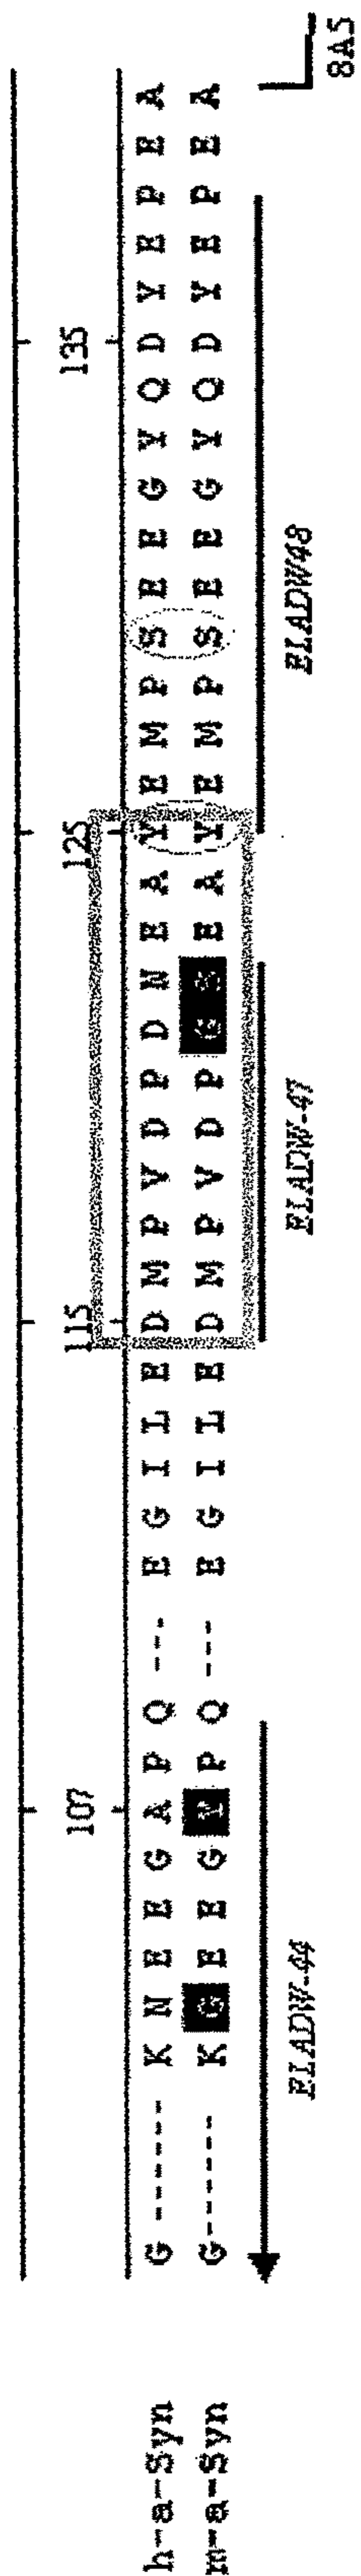 107 115 125 135
h-a-Syn G ------ K N E E G A P Q --- E G I L E D M P V D P D N E A Y E M P S E E G Y Q D Y E P E A
m-a-Syn G------ K G E E G Y P Q --- E G I L E D M P V D P G S E A Y E M P S E E G Y Q D Y E P E A
ELADW-44 ELADW-47 ELADW48 8A5